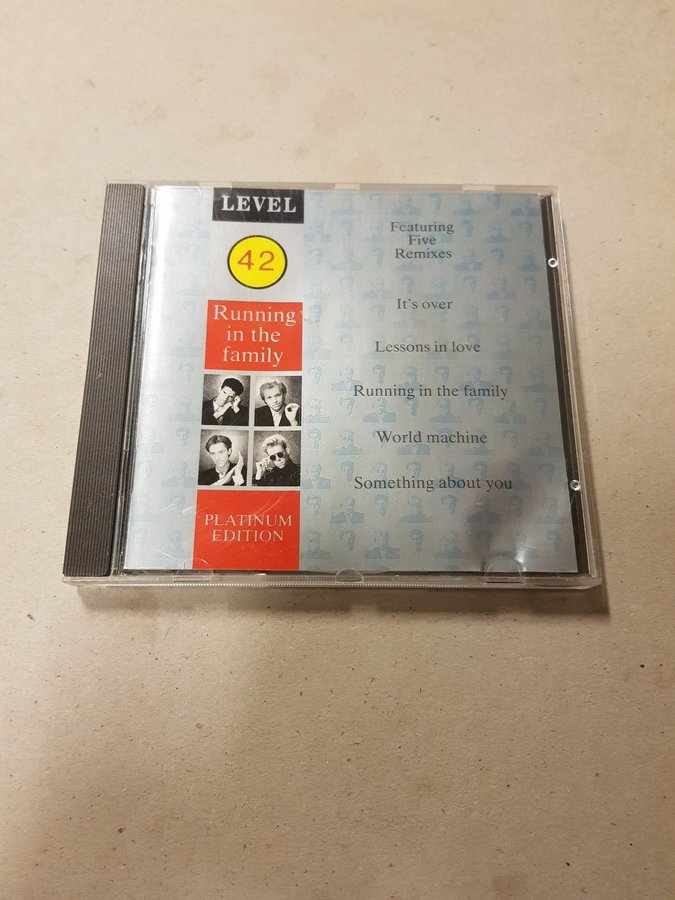 LEVEL
42
Running
in the
family
PLATINUM
EDITION
Featuring
Five
Remixes
It's over
Lessons in love
Running in the family
World machine
Something about you